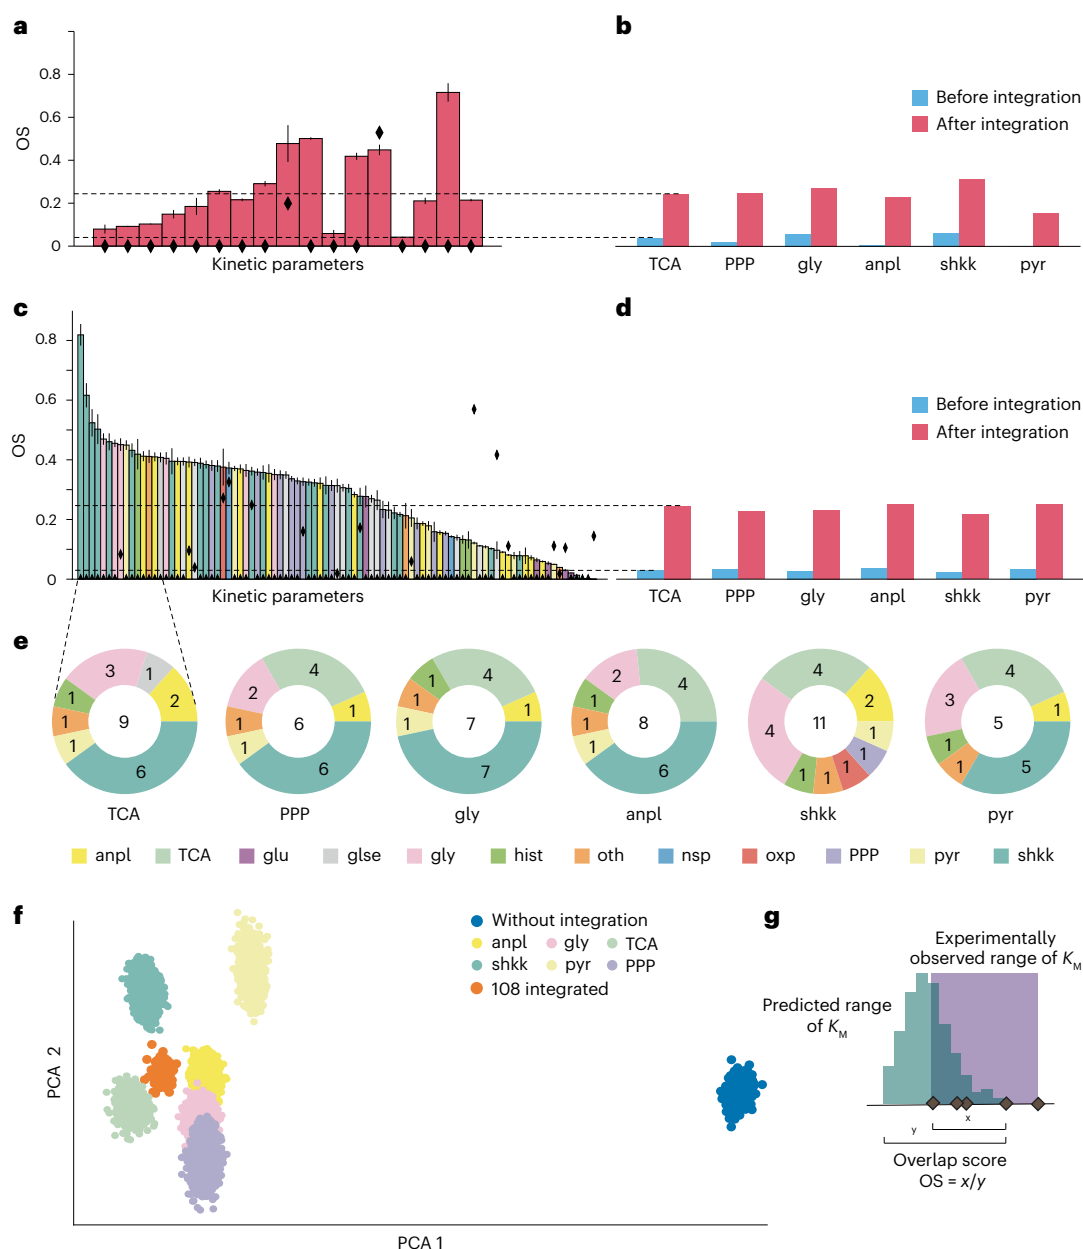 a
OS
0.8
0.6
0.4
0.2
0
Kinetic parameters
b
Before integration
After integration
TCA PPP gly anpl shkk pyr
c
OS
0.8
0.6
0.4
0.2
0
Kinetic parameters
d
Before integration
After integration
TCA PPP gly anpl shkk pyr
e
3 1 2 6 1 1 1 9
TCA
4 1 6 1 1 2 6
PPP
4 1 7 1 1 1 7
gly
2 4 6 1 1 1 8
anpl
4 2 1 1 1 1 1 4 11
shkk
4 1 5 1 1 3 5
pyr
anpl TCA glu glse gly hist oth nsp oxp PPP pyr shkk
f
PCA 2
PCA 1
Without integration
anpl gly TCA
shkk pyr PPP
108 integrated
g
Experimentally
observed range of KM
Predicted range
of KM
x
y
Overlap score
OS = x/y